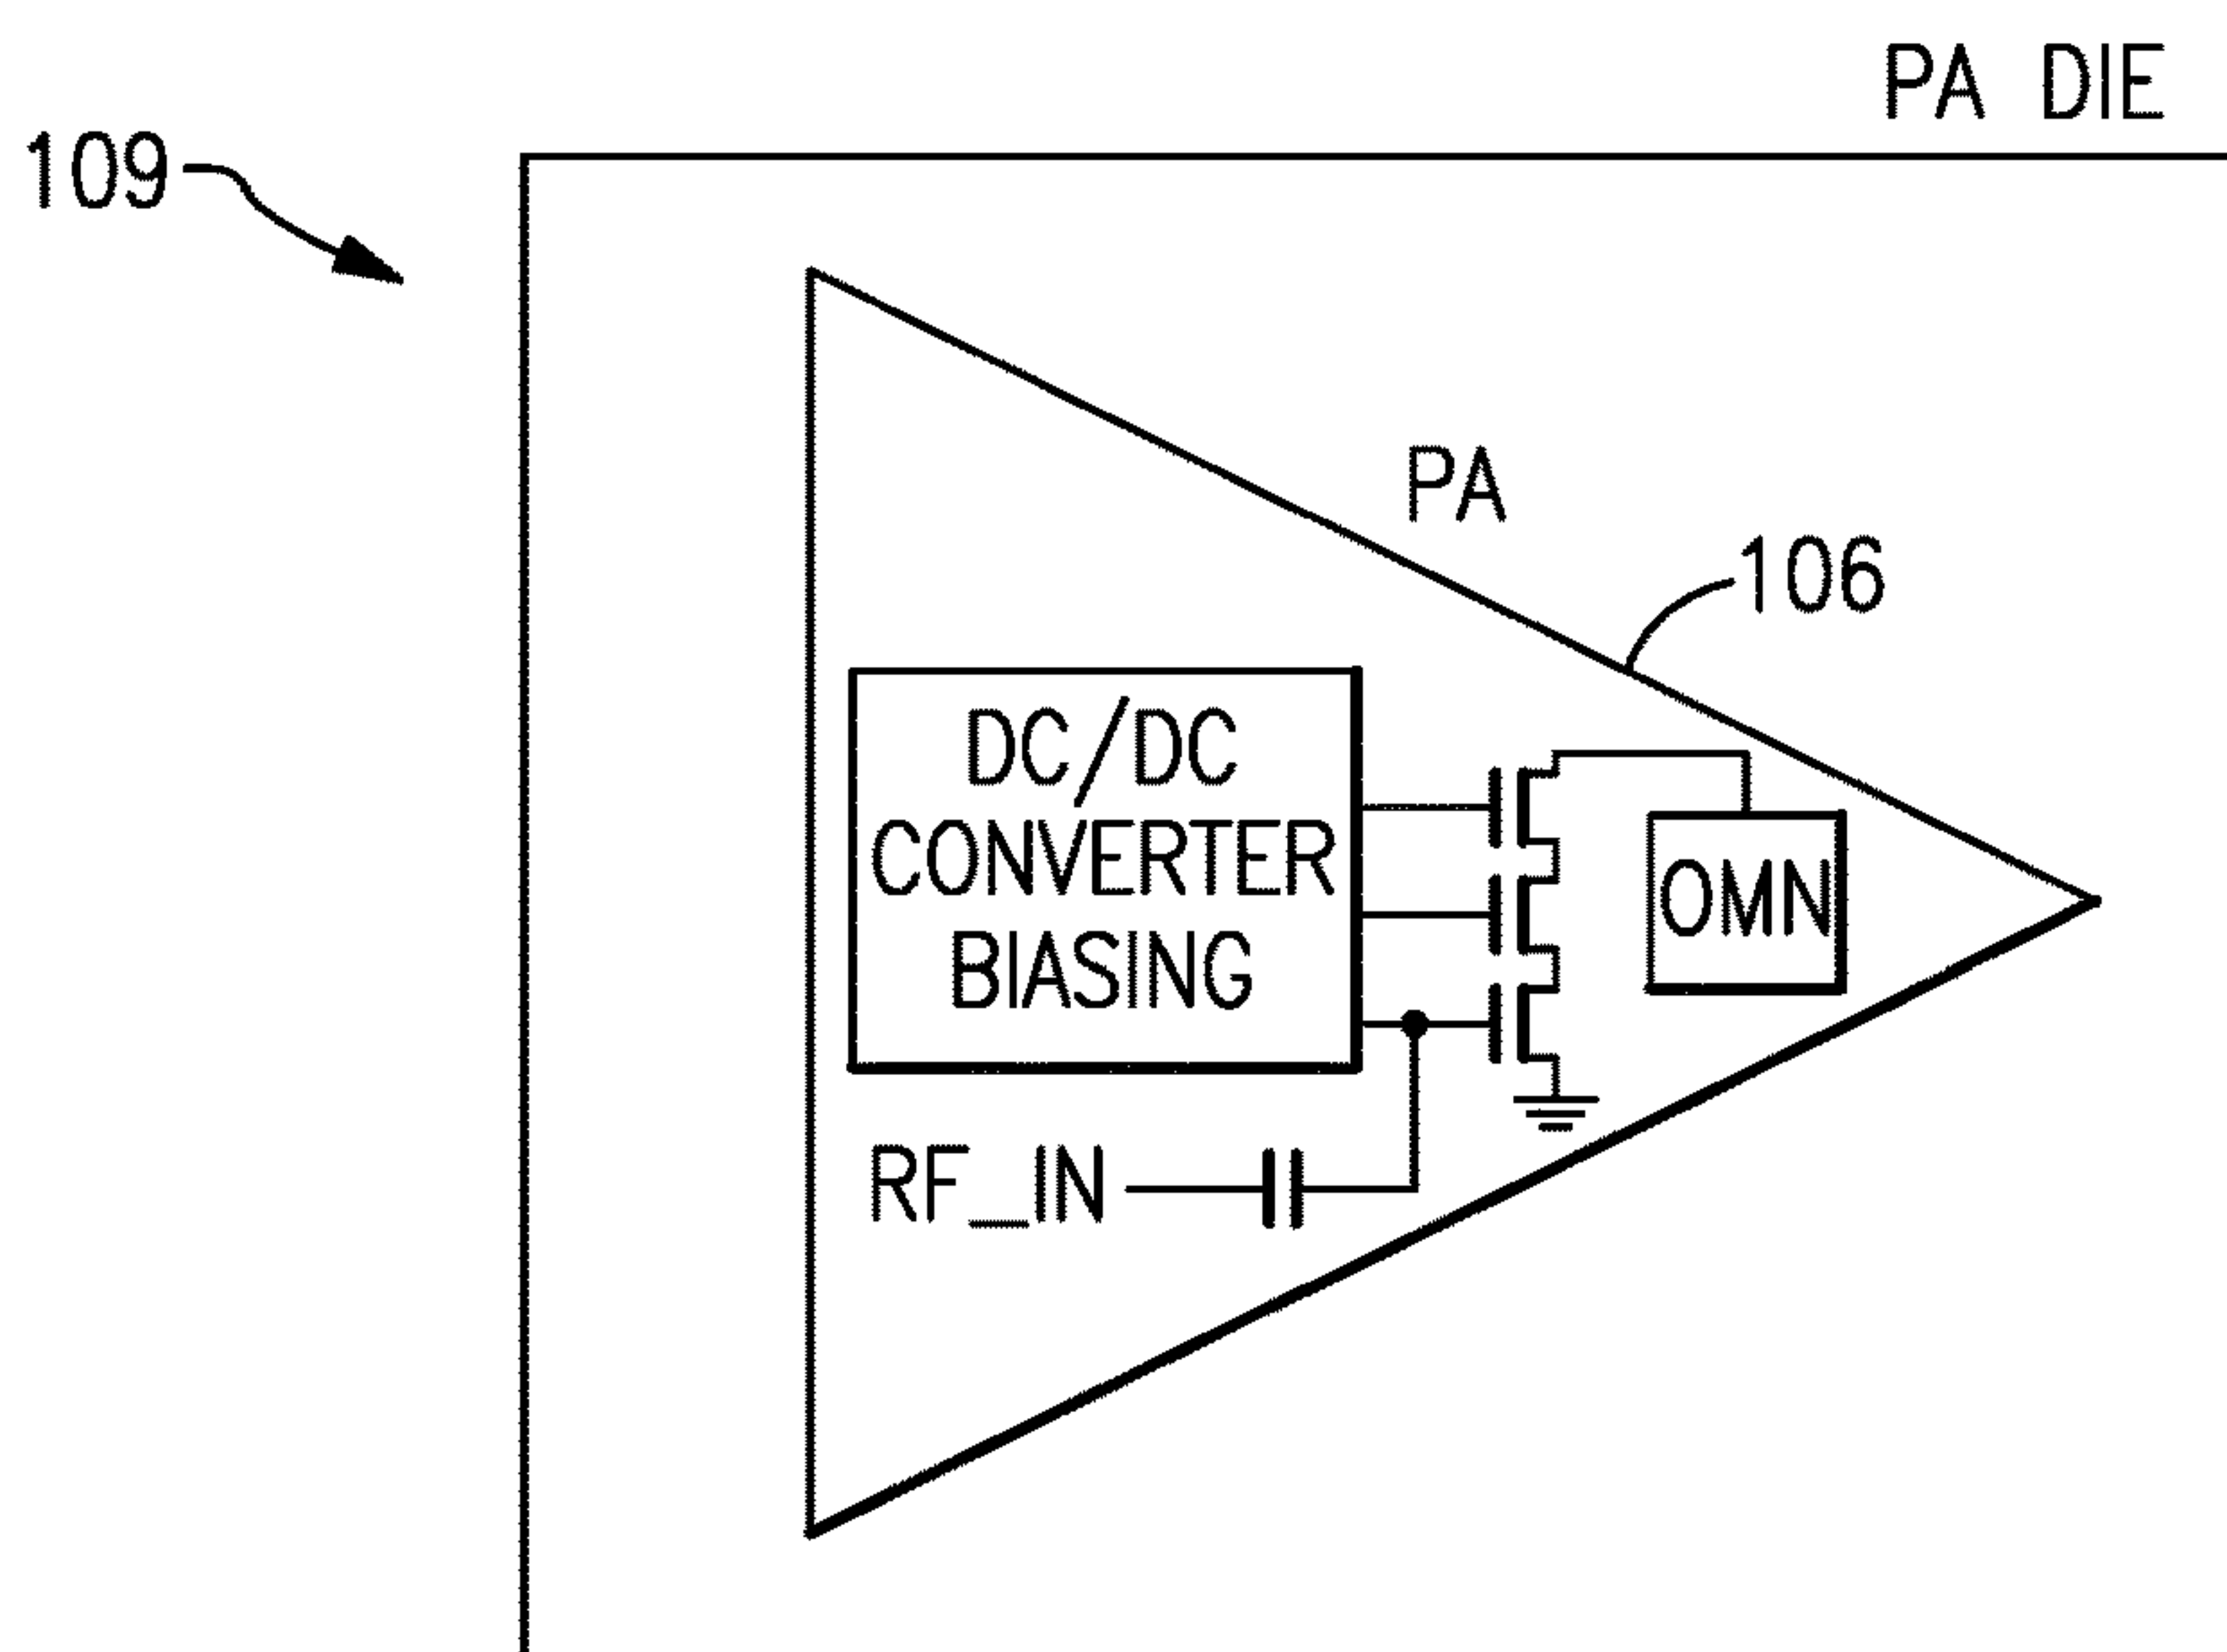 PA DIE
109
PA
106
DC/DC
CONVERTER
BIASING
OMN
RF_IN